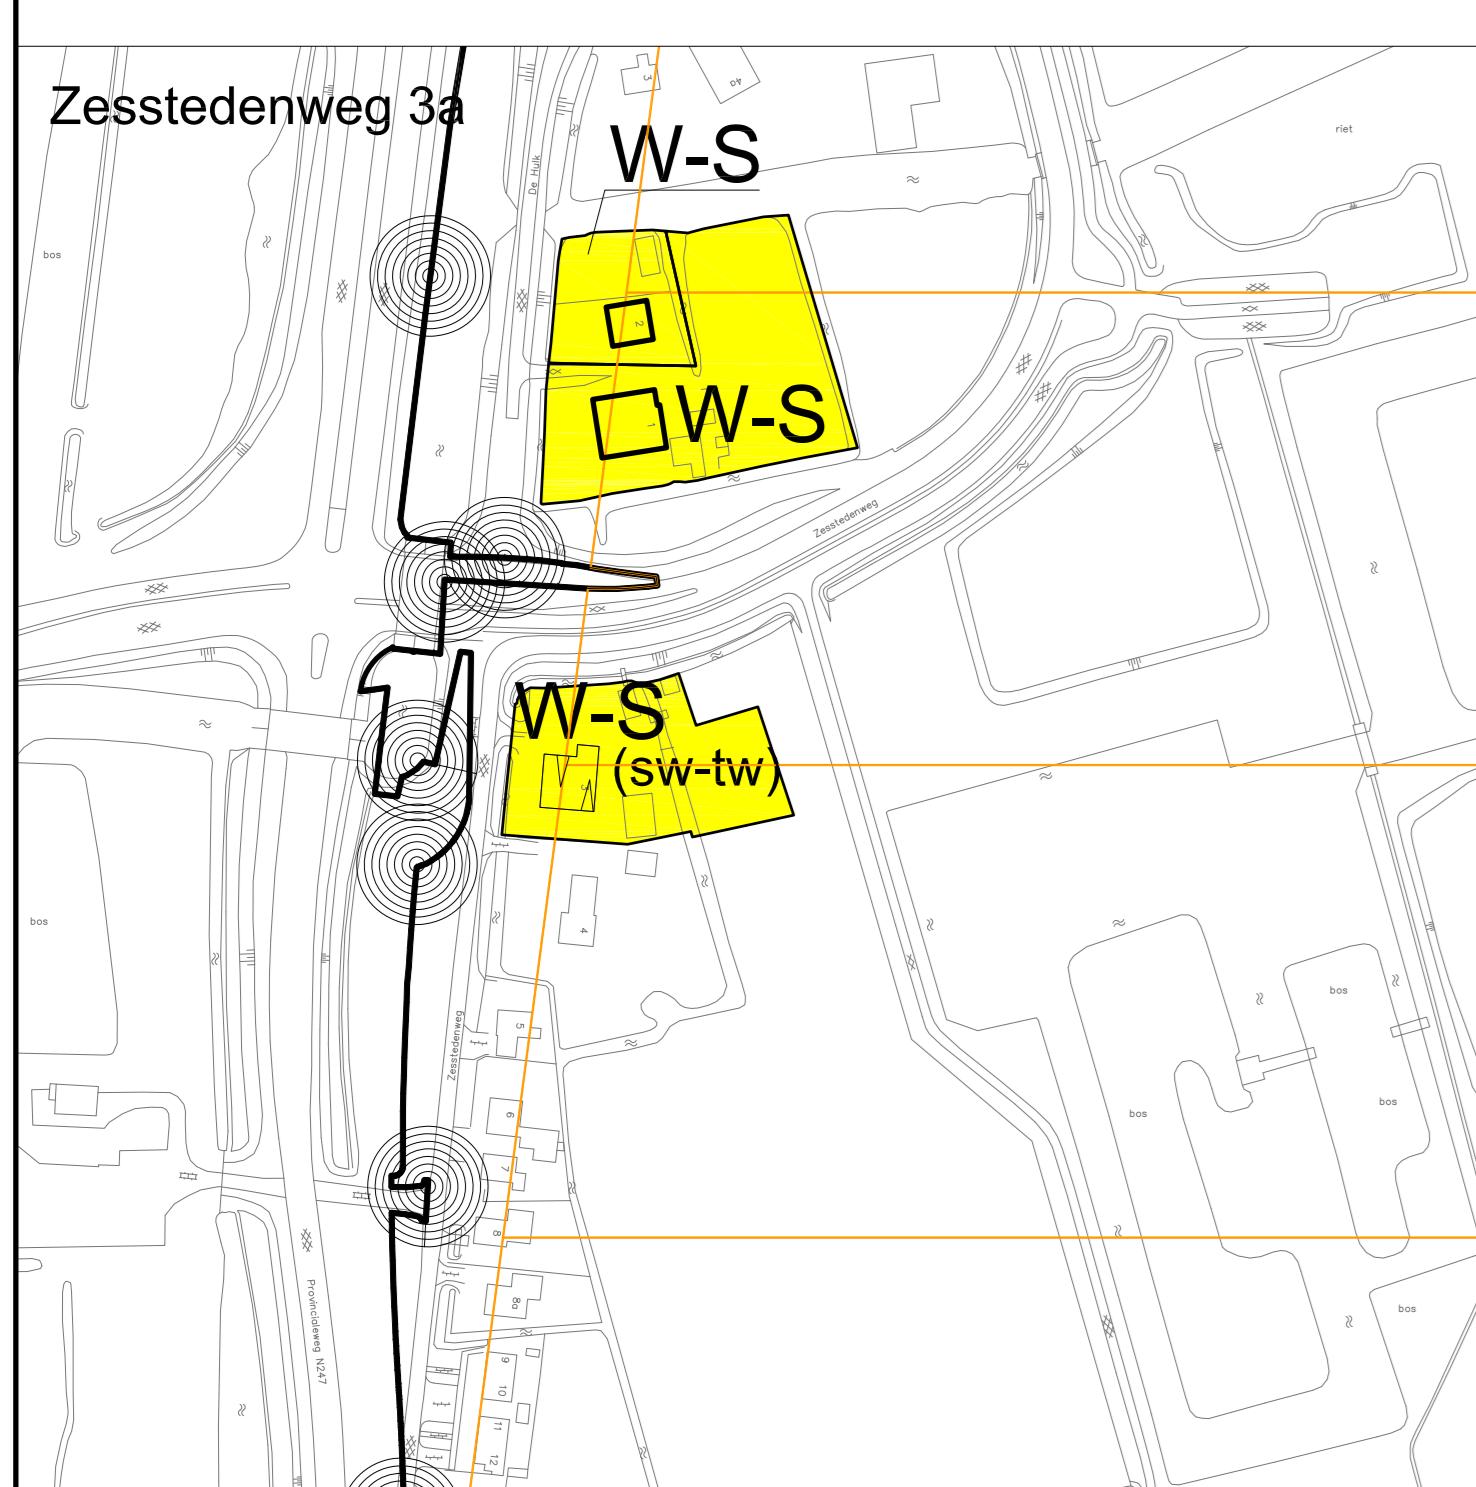 Zesstedenweg 3a
3
4a
riet
W-S
De Hulk
bos
2
W-S
1
Zesstedenweg
W-S
(sw-tw)
3
bos
4
bos
5
Zesstedenweg
bos
bos
6
7
8
8a
bos
Provincialeweg N247
9
10
11
12